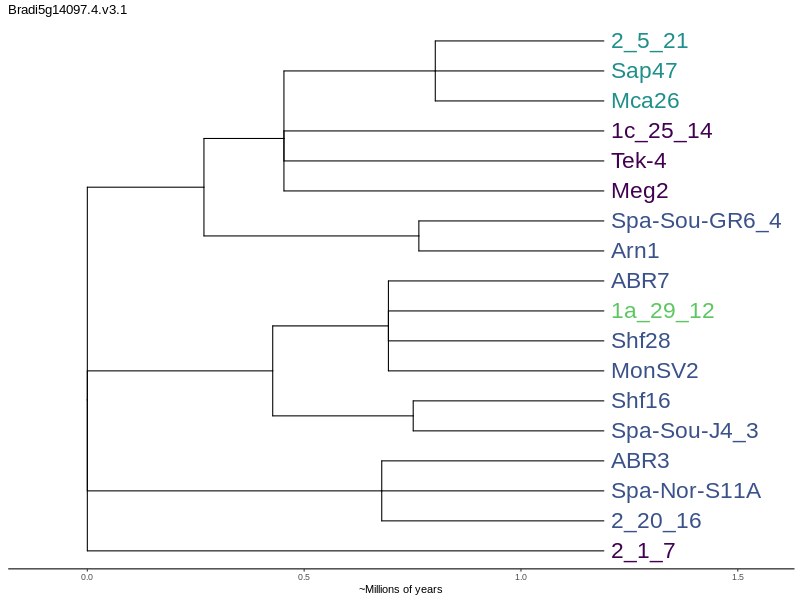 Bradi5g14097.4.v3.1
2_5_21
Sap47
Mca26
1c_25_14
Tek-4
Meg2
Spa-Sou-GR6_4
Arn1
ABR7
1a_29_12
Shf28
MonSV2
Shf16
Spa-Sou-J4_3
ABR3
Spa-Nor-S11A
2_20_16
2_1_7
0.0 0.5 1.0 1.5
~Millions of years